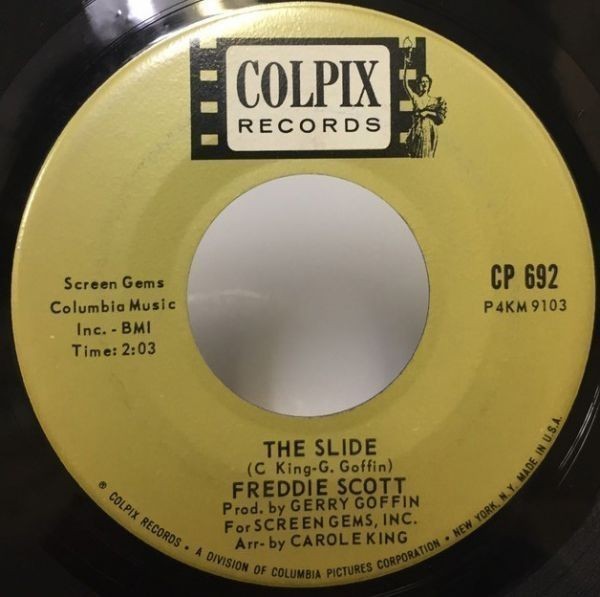 COLPIX
RECORDS
Screen Gems
Columbia Music
Inc. - BMI
Time: 2:03
CP 692
P4KM 9103
THE SLIDE
(C King-G. Goffin)
FREDDIE SCOTT
Prod. by GERRY GOFFIN
For SCREEN GEMS, INC.
Arr- by CAROLE KING
® COLPIX RECORDS • A DIVISION OF COLUMBIA PICTURES CORPORATION • NEW YORK, N. Y. MADE IN U.S.A.